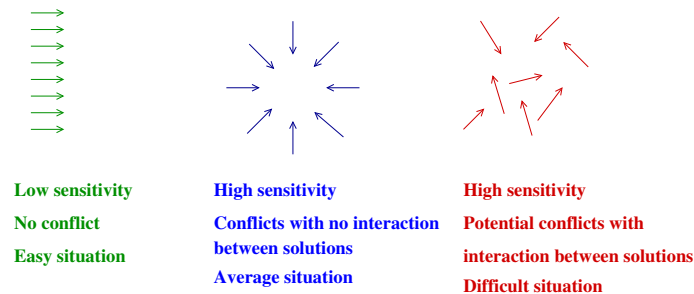 Low sensitivity
No conflict
Easy situation
High sensitivity
Conflicts with no interaction
between solutions
Average situation
High sensitivity
Potential conflicts with
interaction between solutions
Difficult situation